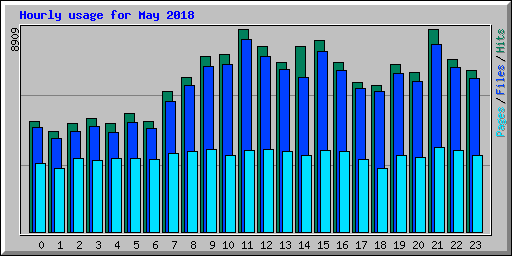 Hourly usage for May 2018
8909
Pages/Files/Hits
0 1 2 3 4 5 6 7 8 9 10 11 12 13 14 15 16 17 18 19 20 21 22 23